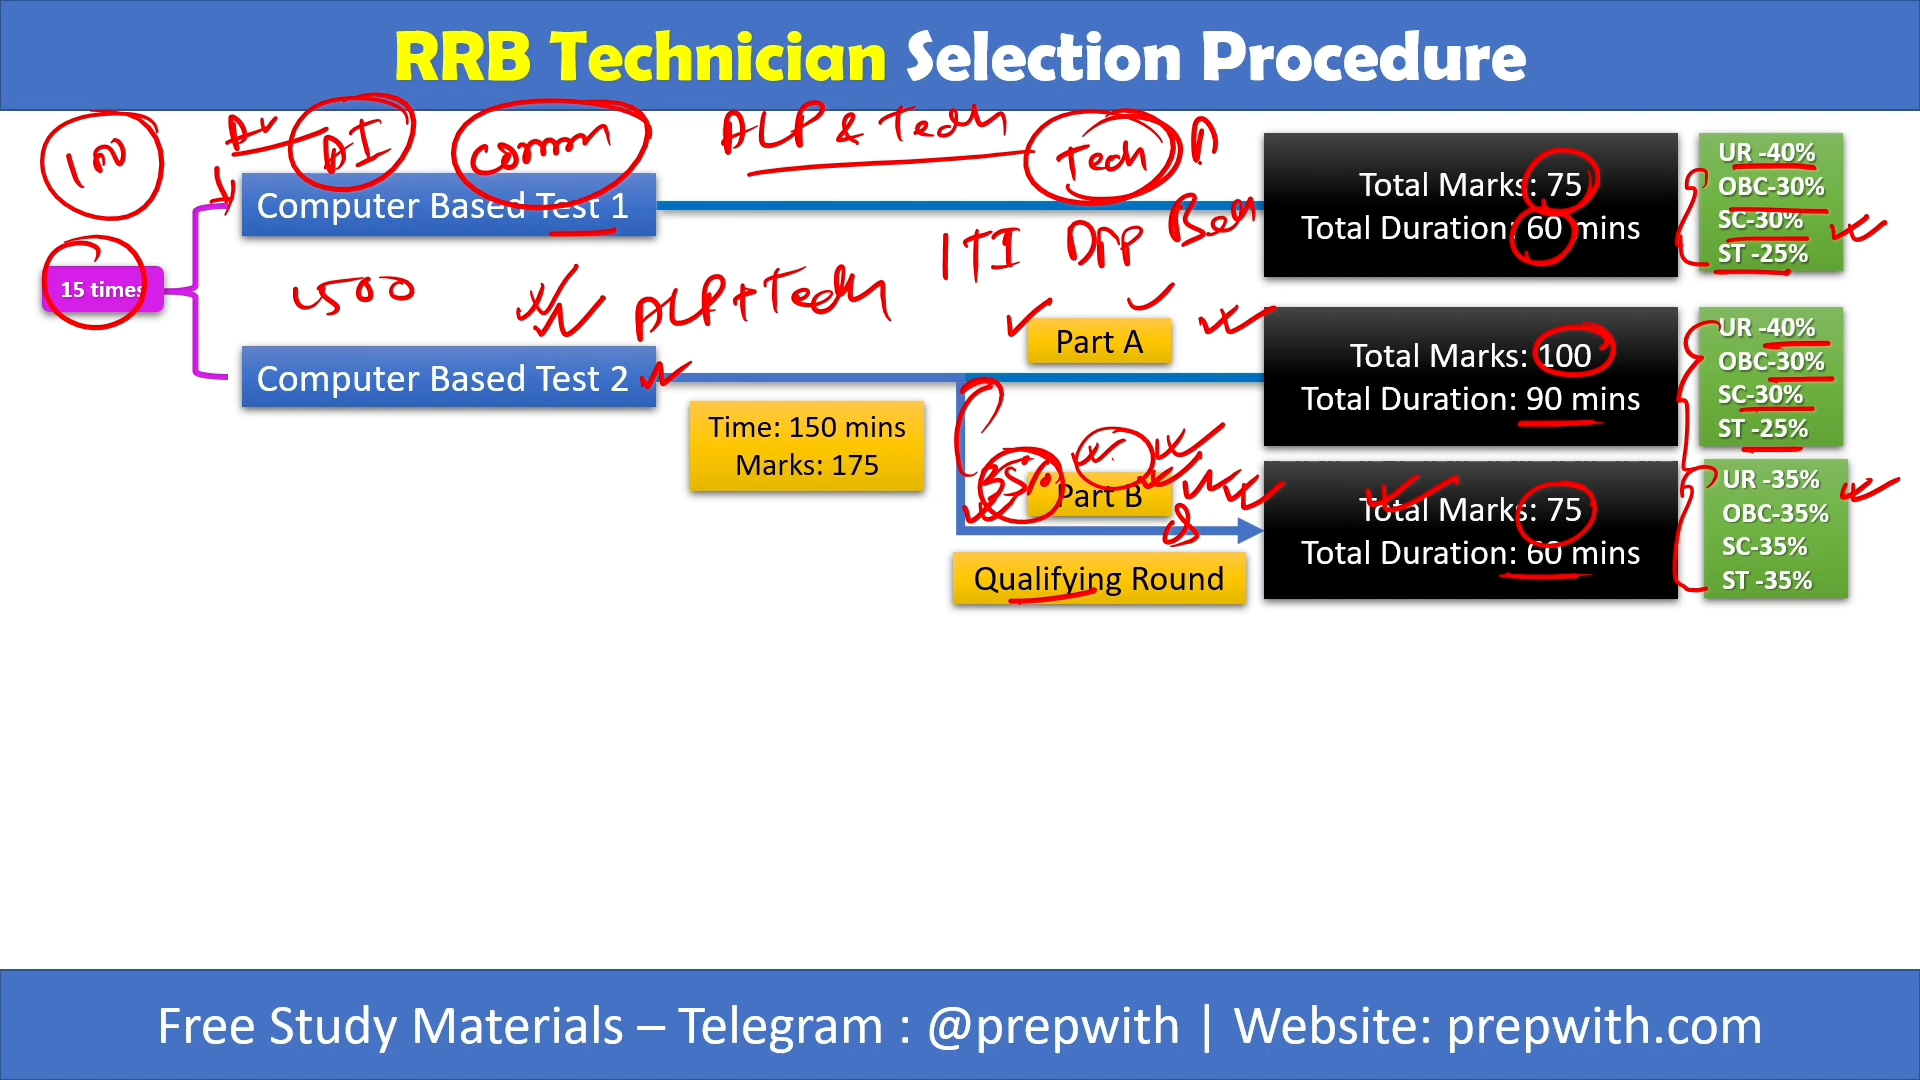 RRB Technician Selection Procedure
100
AI
Comm
ALP & Tech
Tech
Computer Based Test 1
Total Marks: 75
Total Duration: 60 mins
UR -40%
OBC-30%
SC-30%
ST -25%
ITI
15 times
1500
ALP+Tech
Part A
Computer Based Test 2
Total Marks: 100
Total Duration: 90 mins
UR -40%
OBC-30%
SC-30%
ST -25%
Time: 150 mins
Marks: 175
35%
Part B
Total Marks: 75
Total Duration: 60 mins
UR -35%
OBC-35%
SC-35%
ST -35%
Qualifying Round
Free Study Materials – Telegram : @prepwith | Website: prepwith.com